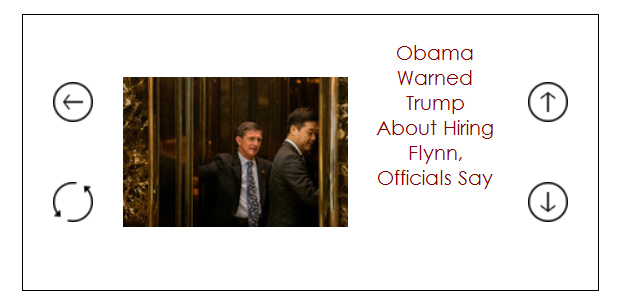 Obama
Warned
Trump
About Hiring
Flynn,
Officials Say